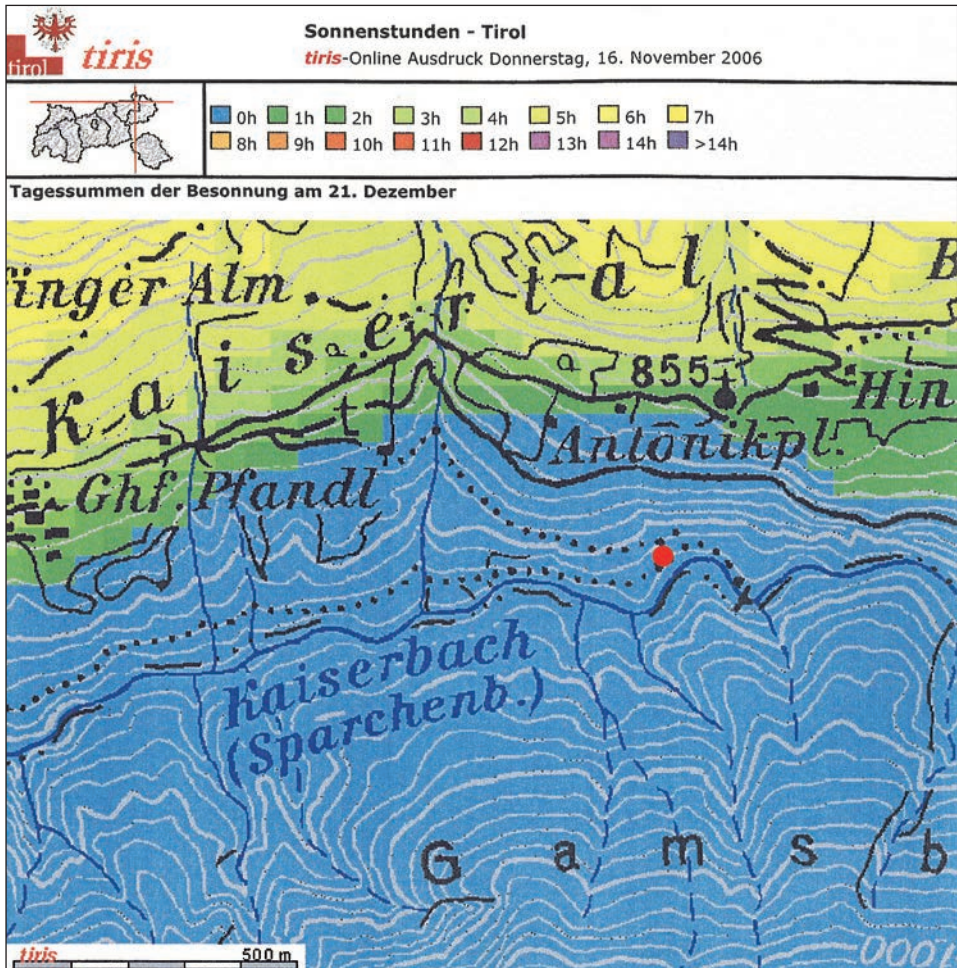 Sonnenstunden - Tirol
tirol tiris tiris-Online Ausdruck Donnerstag, 16. November 2006
0h 1h 2h 3h 4h 5h 6h 7h
8h 9h 10h 11h 12h 13h 14h >14h
Tagessummen der Besonnung am 21. Dezember
finger Alm
K a i s e r t-a-l
B
855
Hin
Antonikpl.
Ghf. Pfandl
Kaiserbach
(Sparchenb.)
G a m s b
1000
tiris 500 m